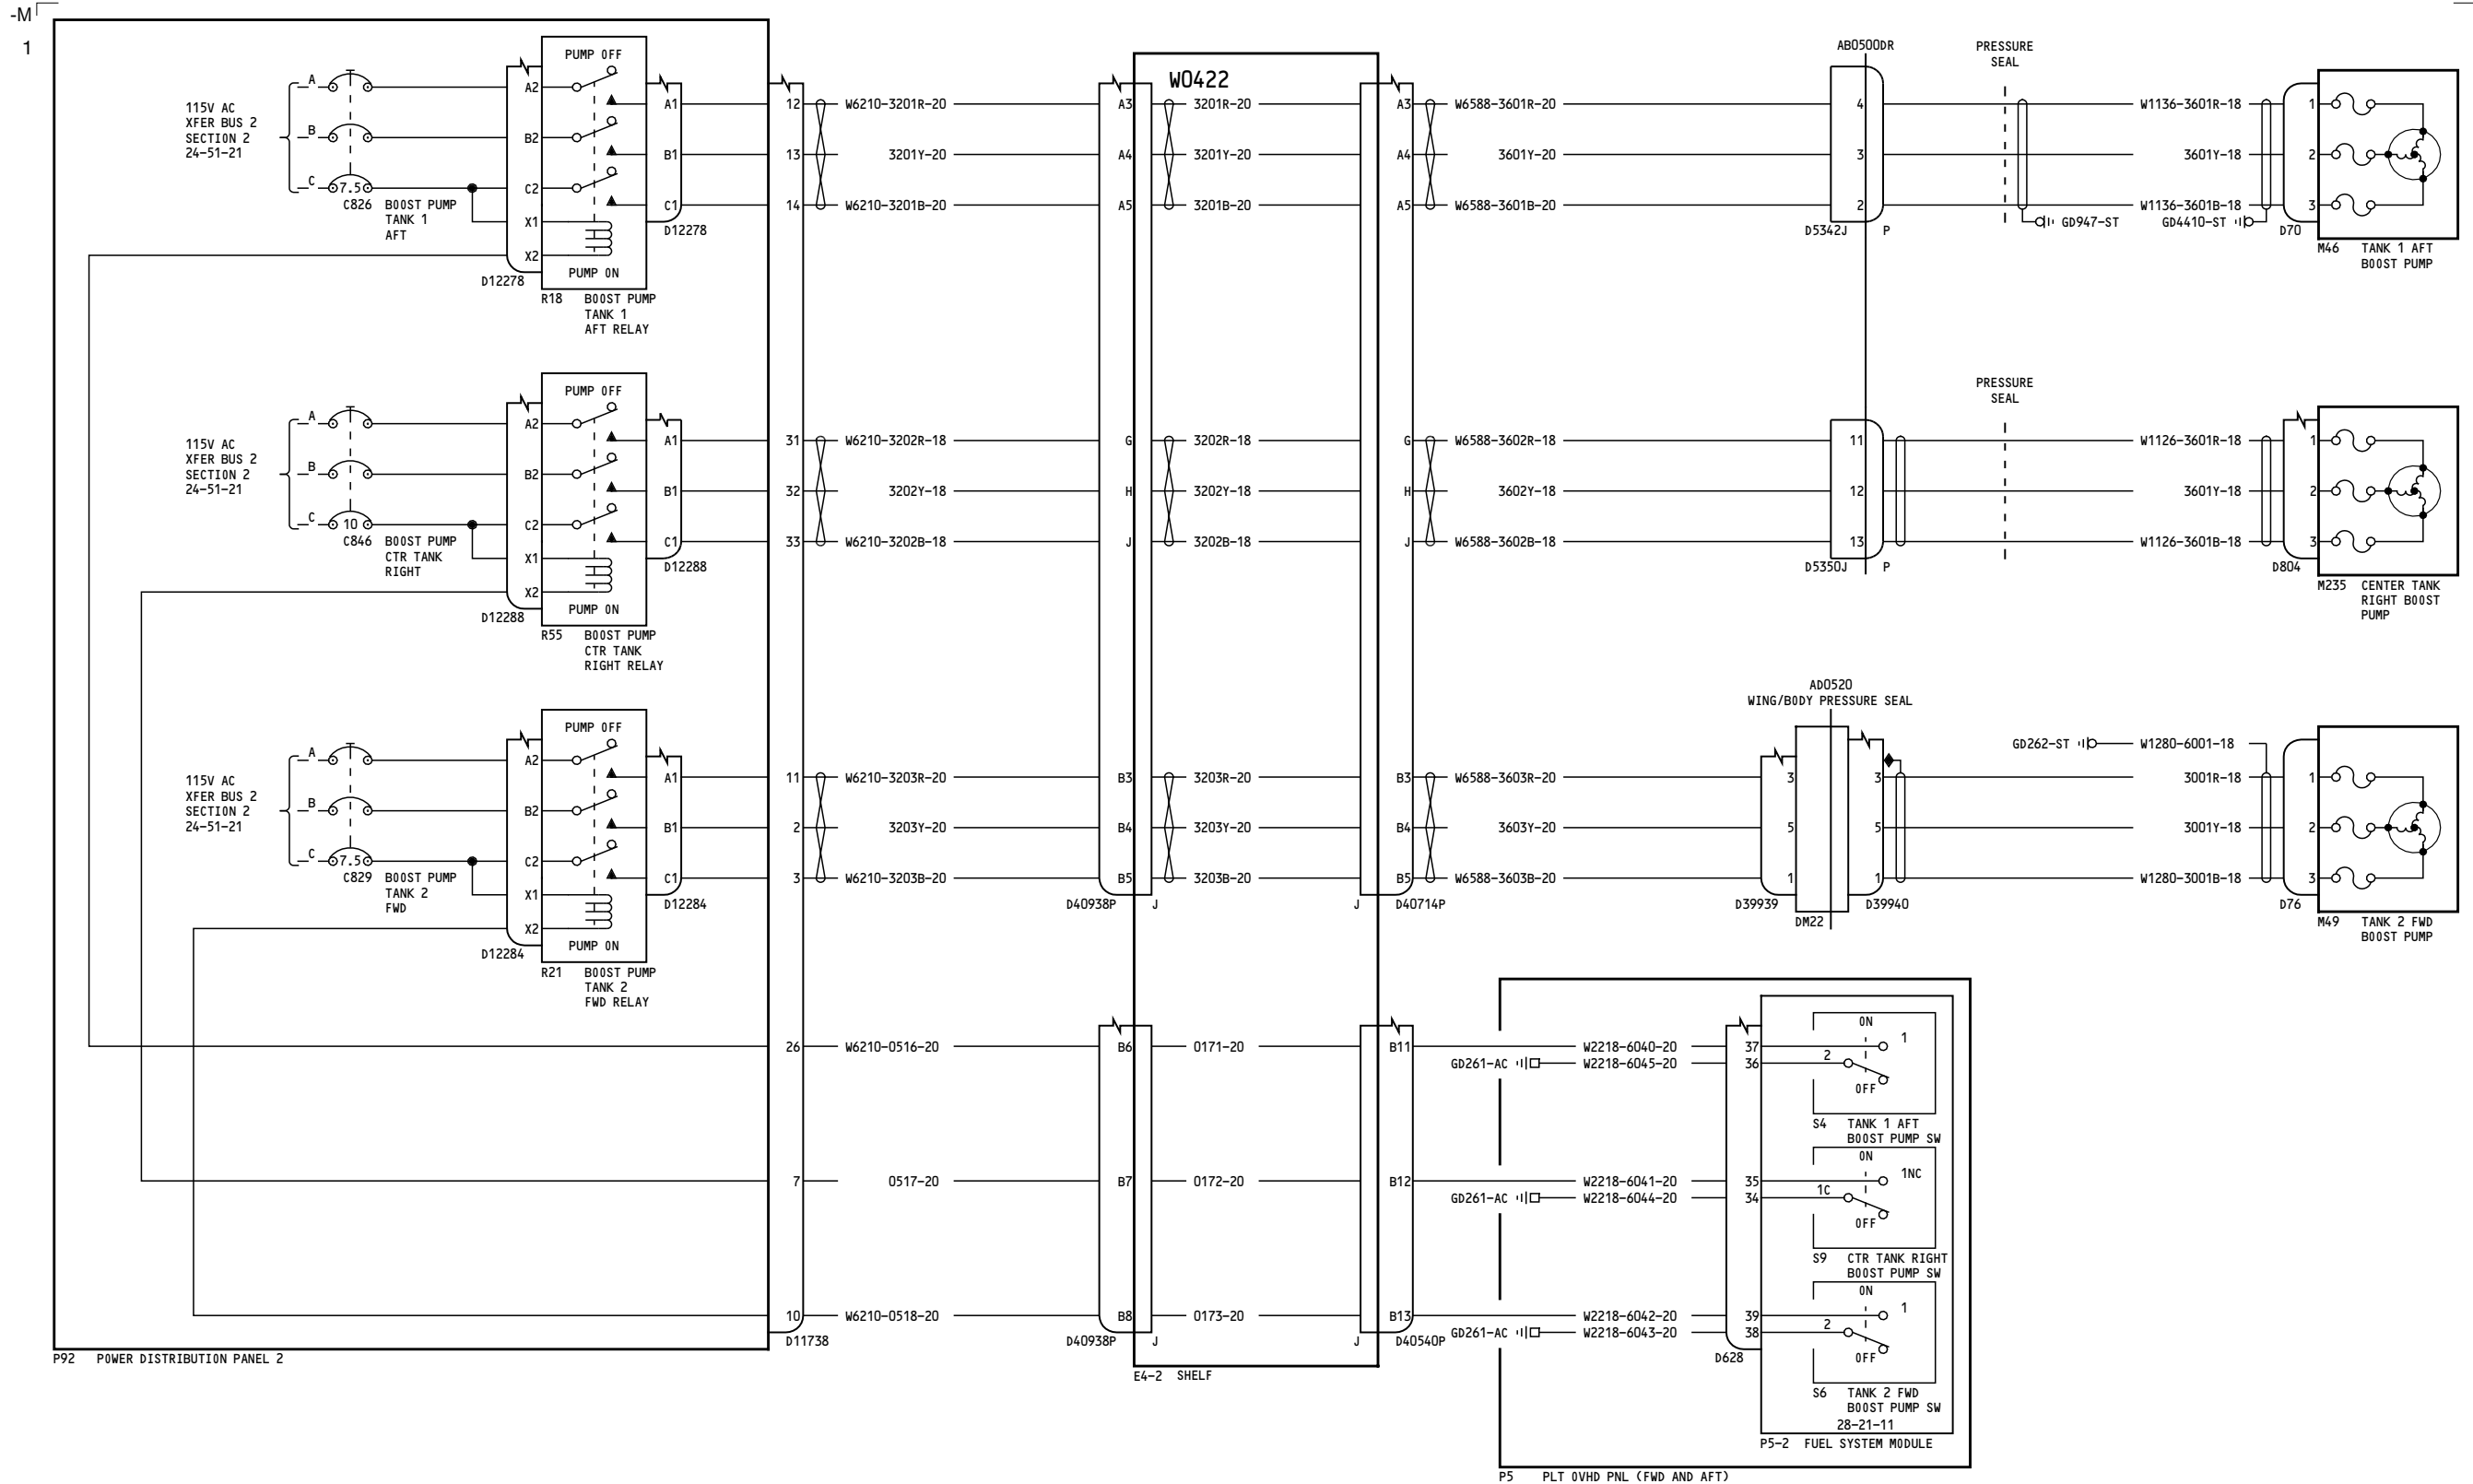 -M
1
115V AC
XFER BUS 2
SECTION 2
24-51-21
A
B
C
7.5
C826 BOOST PUMP
TANK 1
AFT
PUMP OFF
A2
B2
C2
X1
X2
D12278
PUMP ON
R18 BOOST PUMP
TANK 1
AFT RELAY
A1
B1
C1
D12278
12
13
14
W6210-3201R-20
3201Y-20
W6210-3201B-20
A3
A4
A5
W0422
3201R-20
3201Y-20
3201B-20
A3
A4
A5
W6588-3601R-20
3601Y-20
W6588-3601B-20
AB0500DR
4
3
2
D5342J P
PRESSURE
SEAL
GD947-ST
W1136-3601R-18
3601Y-18
W1136-3601B-18
GD4410-ST
1
2
3
D70
M46 TANK 1 AFT
BOOST PUMP
115V AC
XFER BUS 2
SECTION 2
24-51-21
A
B
C
10
C846 BOOST PUMP
CTR TANK
RIGHT
PUMP OFF
A2
B2
C2
X1
X2
D12288
PUMP ON
R55 BOOST PUMP
CTR TANK
RIGHT RELAY
A1
B1
C1
D12288
31
32
33
W6210-3202R-18
3202Y-18
W6210-3202B-18
G
H
J
3202R-18
3202Y-18
3202B-18
G
H
J
W6588-3602R-18
3602Y-18
W6588-3602B-18
11
12
13
D5350J P
PRESSURE
SEAL
W1126-3601R-18
3601Y-18
W1126-3601B-18
1
2
3
D804
M235 CENTER TANK
RIGHT BOOST
PUMP
115V AC
XFER BUS 2
SECTION 2
24-51-21
A
B
C
7.5
C829 BOOST PUMP
TANK 2
FWD
PUMP OFF
A2
B2
C2
X1
X2
D12284
PUMP ON
R21 BOOST PUMP
TANK 2
FWD RELAY
A1
B1
C1
D12284
11
2
3
W6210-3203R-20
3203Y-20
W6210-3203B-20
B3
B4
B5
D40938P J
3203R-20
3203Y-20
3203B-20
B3
B4
B5
J D40714P
W6588-3603R-20
3603Y-20
W6588-3603B-20
AD0520
WING/BODY PRESSURE SEAL
3
5
1
D39939
DM22
3
5
1
D39940
GD262-ST
W1280-6001-18
3001R-18
3001Y-18
W1280-3001B-18
1
2
3
D76
M49 TANK 2 FWD
BOOST PUMP
26
W6210-0516-20
B6
0171-20
B11
GD261-AC
W2218-6040-20
W2218-6045-20
37
36
ON
1
2
OFF
S4 TANK 1 AFT
BOOST PUMP SW
7
0517-20
B7
0172-20
B12
GD261-AC
W2218-6041-20
W2218-6044-20
35
34
ON
1NC
1C
OFF
S9 CTR TANK RIGHT
BOOST PUMP SW
10
W6210-0518-20
B8
0173-20
B13
GD261-AC
W2218-6042-20
W2218-6043-20
39
38
ON
1
2
OFF
S6 TANK 2 FWD
BOOST PUMP SW
28-21-11
D11738
D40938P J
J D40540P
D628
P92 POWER DISTRIBUTION PANEL 2
E4-2 SHELF
P5-2 FUEL SYSTEM MODULE
P5 PLT OVHD PNL (FWD AND AFT)